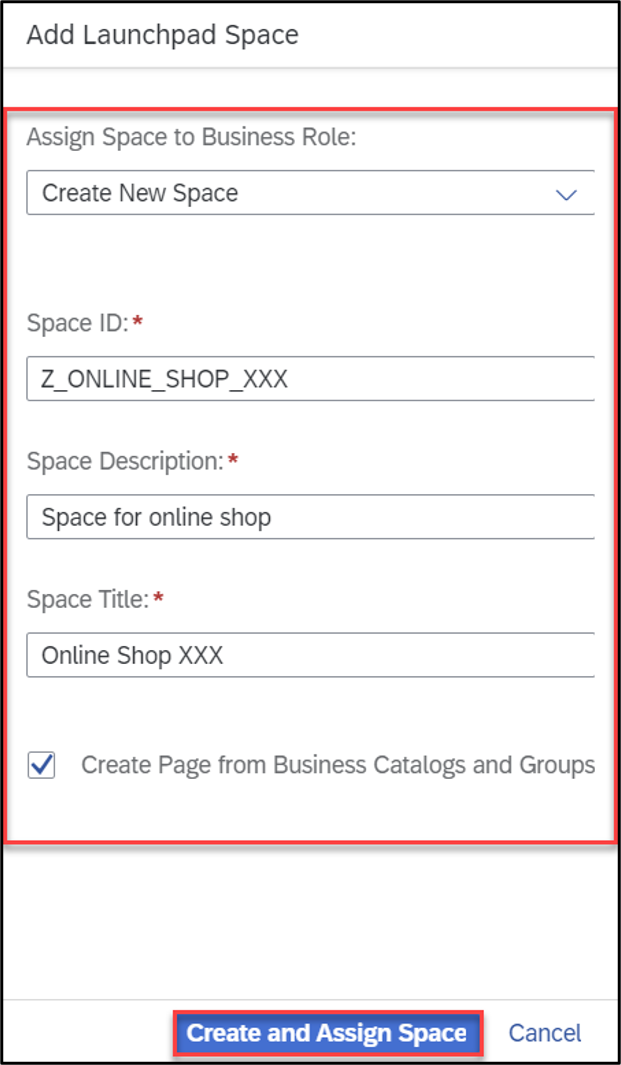 Add Launchpad Space
Assign Space to Business Role:
Create New Space
Space ID:*
Z_ONLINE_SHOP_XXX
Space Description:*
Space for online shop
Space Title:*
Online Shop XXX
Create Page from Business Catalogs and Groups
Create and Assign Space Cancel